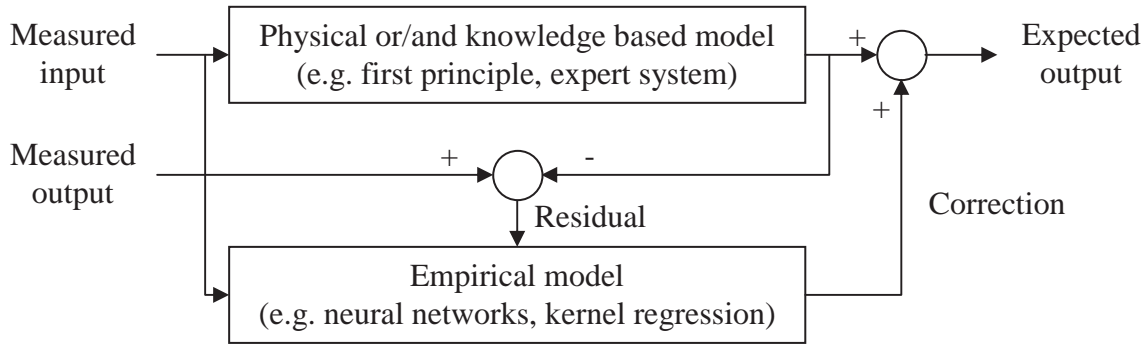 Measured
input
Physical or/and knowledge based model
(e.g. first principle, expert system)
+
+
Expected
output
Measured
output
+
-
Residual
Correction
Empirical model
(e.g. neural networks, kernel regression)